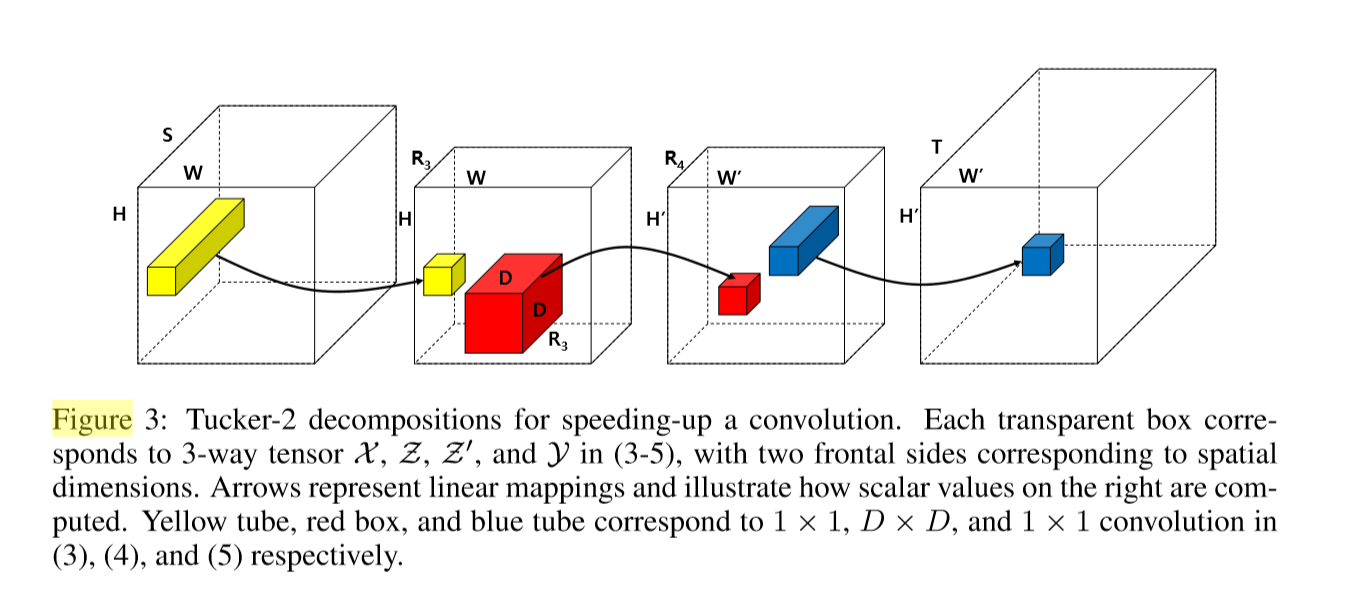 S
W
H
R₃
W
H
D
D
R₃
R₄
W′
H′
T
W′
H′
Figure 3: Tucker-2 decompositions for speeding-up a convolution. Each transparent box corre-
sponds to 3-way tensor 𝒳, 𝒵, 𝒵′, and 𝒴 in (3-5), with two frontal sides corresponding to spatial
dimensions. Arrows represent linear mappings and illustrate how scalar values on the right are com-
puted. Yellow tube, red box, and blue tube correspond to 1 × 1, D × D, and 1 × 1 convolution in
(3), (4), and (5) respectively.